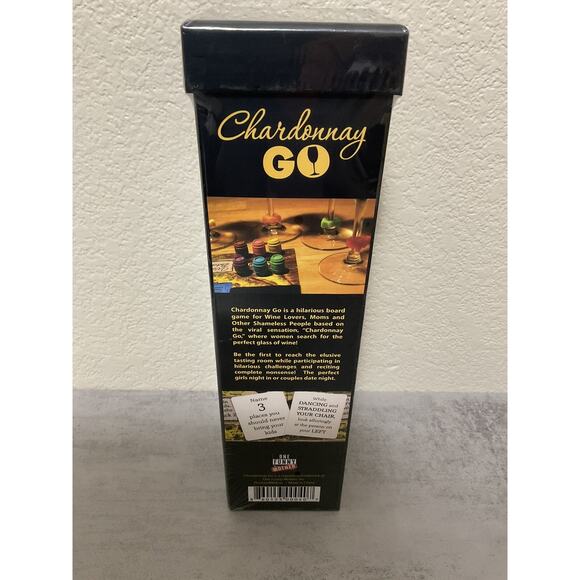 Chardonnay
GO
Chardonnay Go is a hilarious board
game for Wine Lovers, Moms and
Other Shameless People based on
the viral sensation, "Chardonnay
Go," where women search for the
perfect glass of wine!
Be the first to reach the elusive
tasting room while participating in
hilarious challenges and reciting
complete nonsense! The perfect
girls night in or couples date night.
Name
3
places you
should never
bring your
kids
While
DANCING and
STRADDLING
YOUR CHAIR,
look alluringly
at the person on
your LEFT
ONE
FUNNY
MOTHER